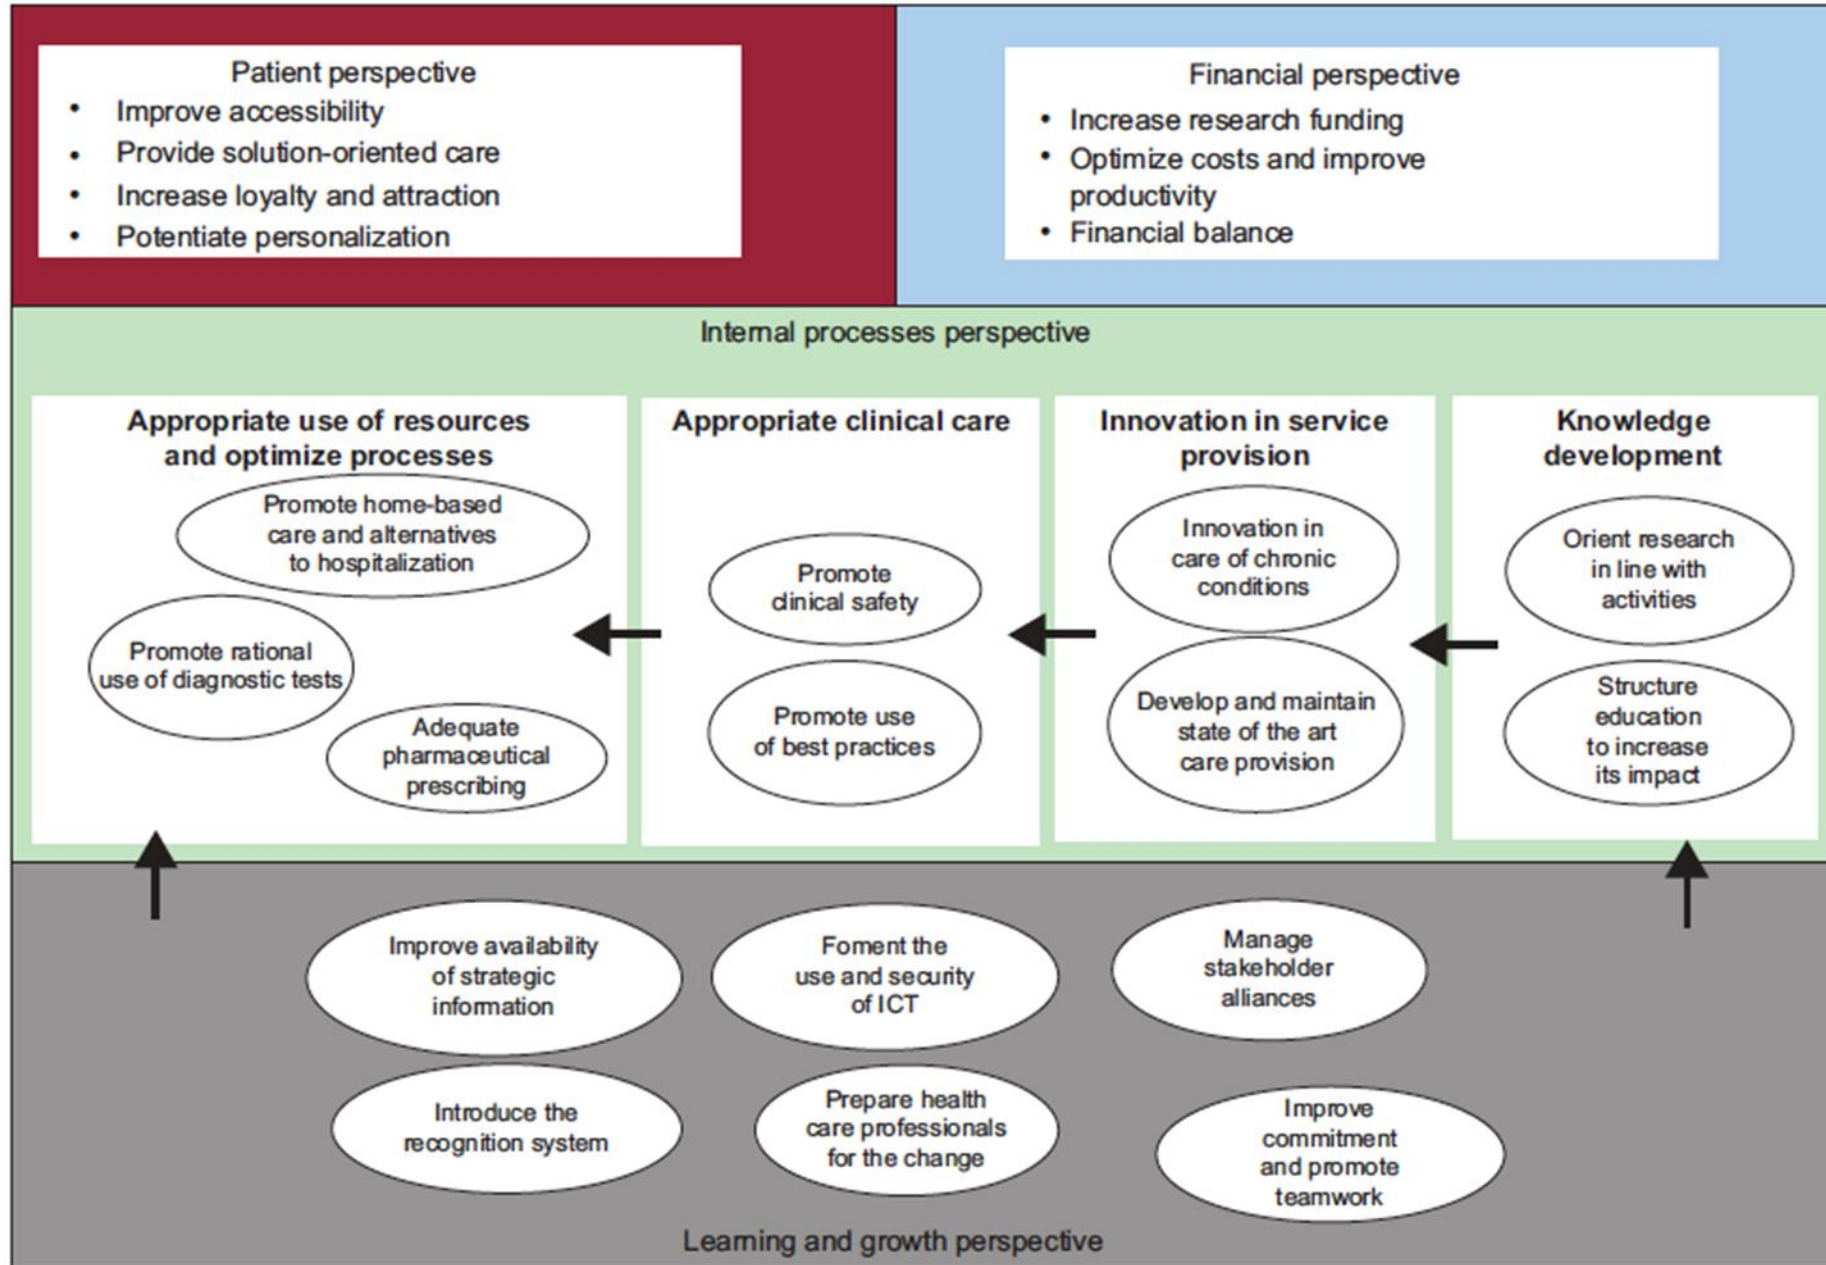 Patient perspective
• Improve accessibility
• Provide solution-oriented care
• Increase loyalty and attraction
• Potentiate personalization
Financial perspective
• Increase research funding
• Optimize costs and improve
productivity
• Financial balance
Internal processes perspective
Appropriate use of resources
and optimize processes
Promote home-based
care and alternatives
to hospitalization
Promote rational
use of diagnostic tests
Adequate
pharmaceutical
prescribing
Appropriate clinical care
Promote
clinical safety
Promote use
of best practices
Innovation in service
provision
Innovation in
care of chronic
conditions
Develop and maintain
state of the art
care provision
Knowledge
development
Orient research
in line with
activities
Structure
education
to increase
its impact
Improve availability
of strategic
information
Foment the
use and security
of ICT
Manage
stakeholder
alliances
Introduce the
recognition system
Prepare health
care professionals
for the change
Improve
commitment
and promote
teamwork
Learning and growth perspective